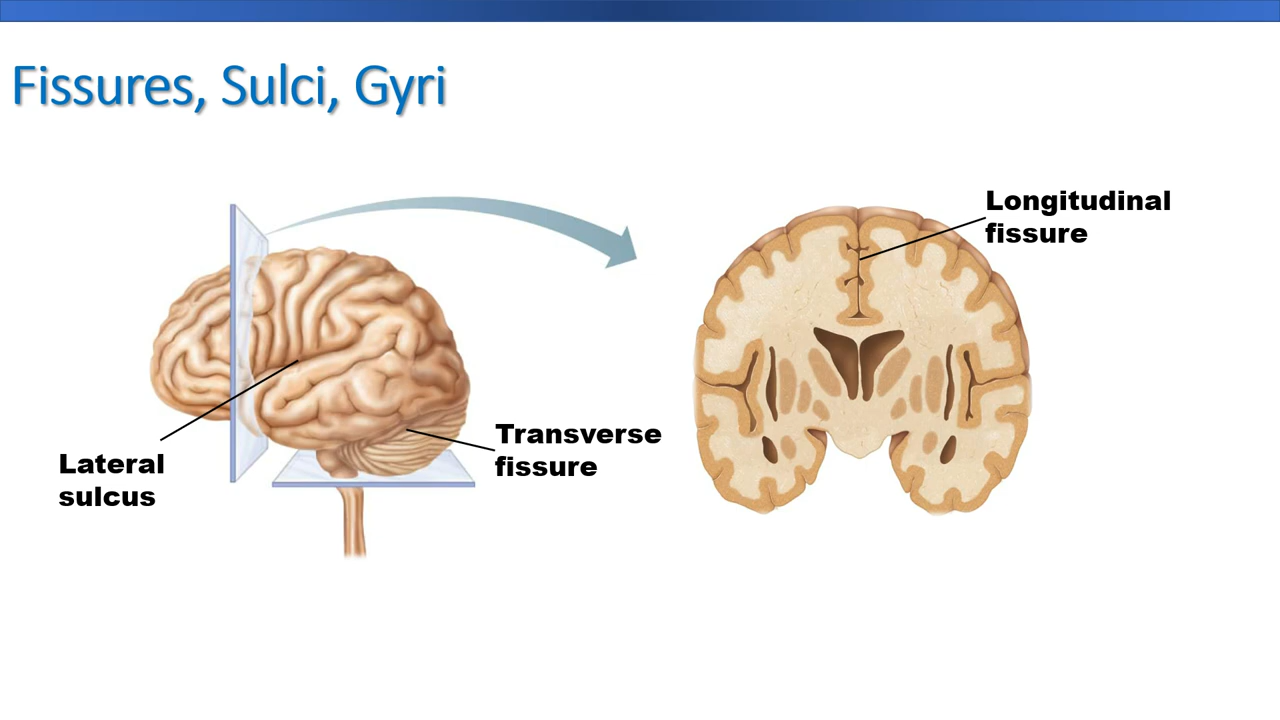 Fissures, Sulci, Gyri
Longitudinal
fissure
Lateral
sulcus
Transverse
fissure